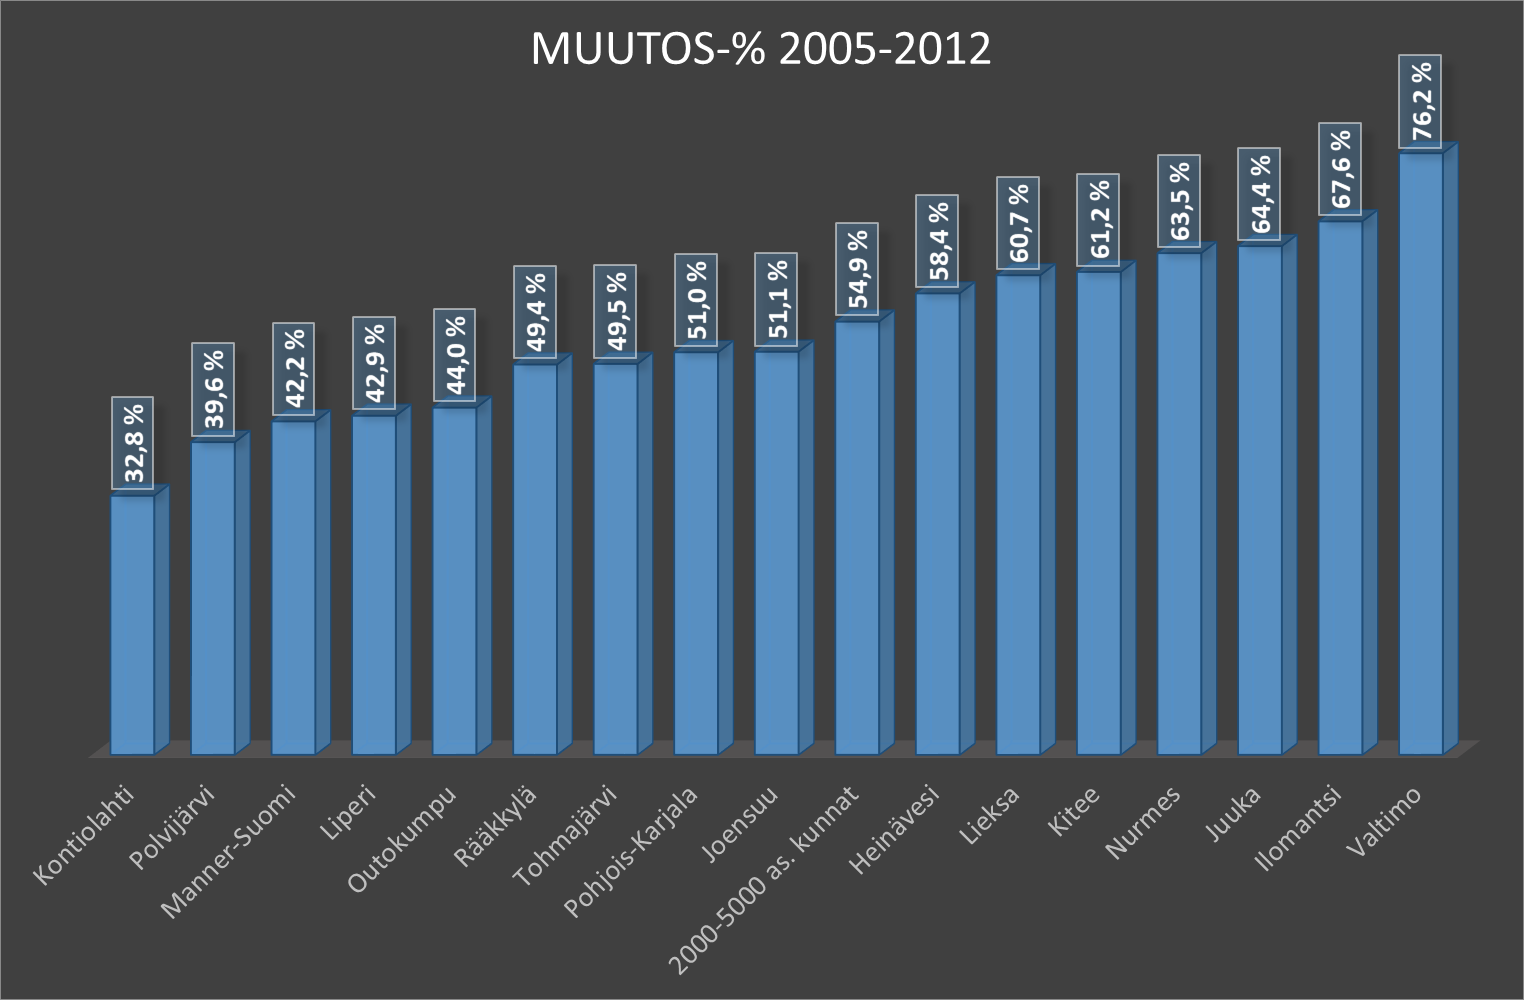 MUUTOS-% 2005-2012
32,8 %
39,6 %
42,2 %
42,9 %
44,0 %
49,4 %
49,5 %
51,0 %
51,1 %
54,9 %
58,4 %
60,7 %
61,2 %
63,5 %
64,4 %
67,6 %
76,2 %
Kontiolahti
Polvijärvi
Manner-Suomi
Liperi
Outokumpu
Rääkkylä
Tohmajärvi
Pohjois-Karjala
Joensuu
2000-5000 as. kunnat
Heinävesi
Lieksa
Kitee
Nurmes
Juuka
Ilomantsi
Valtimo